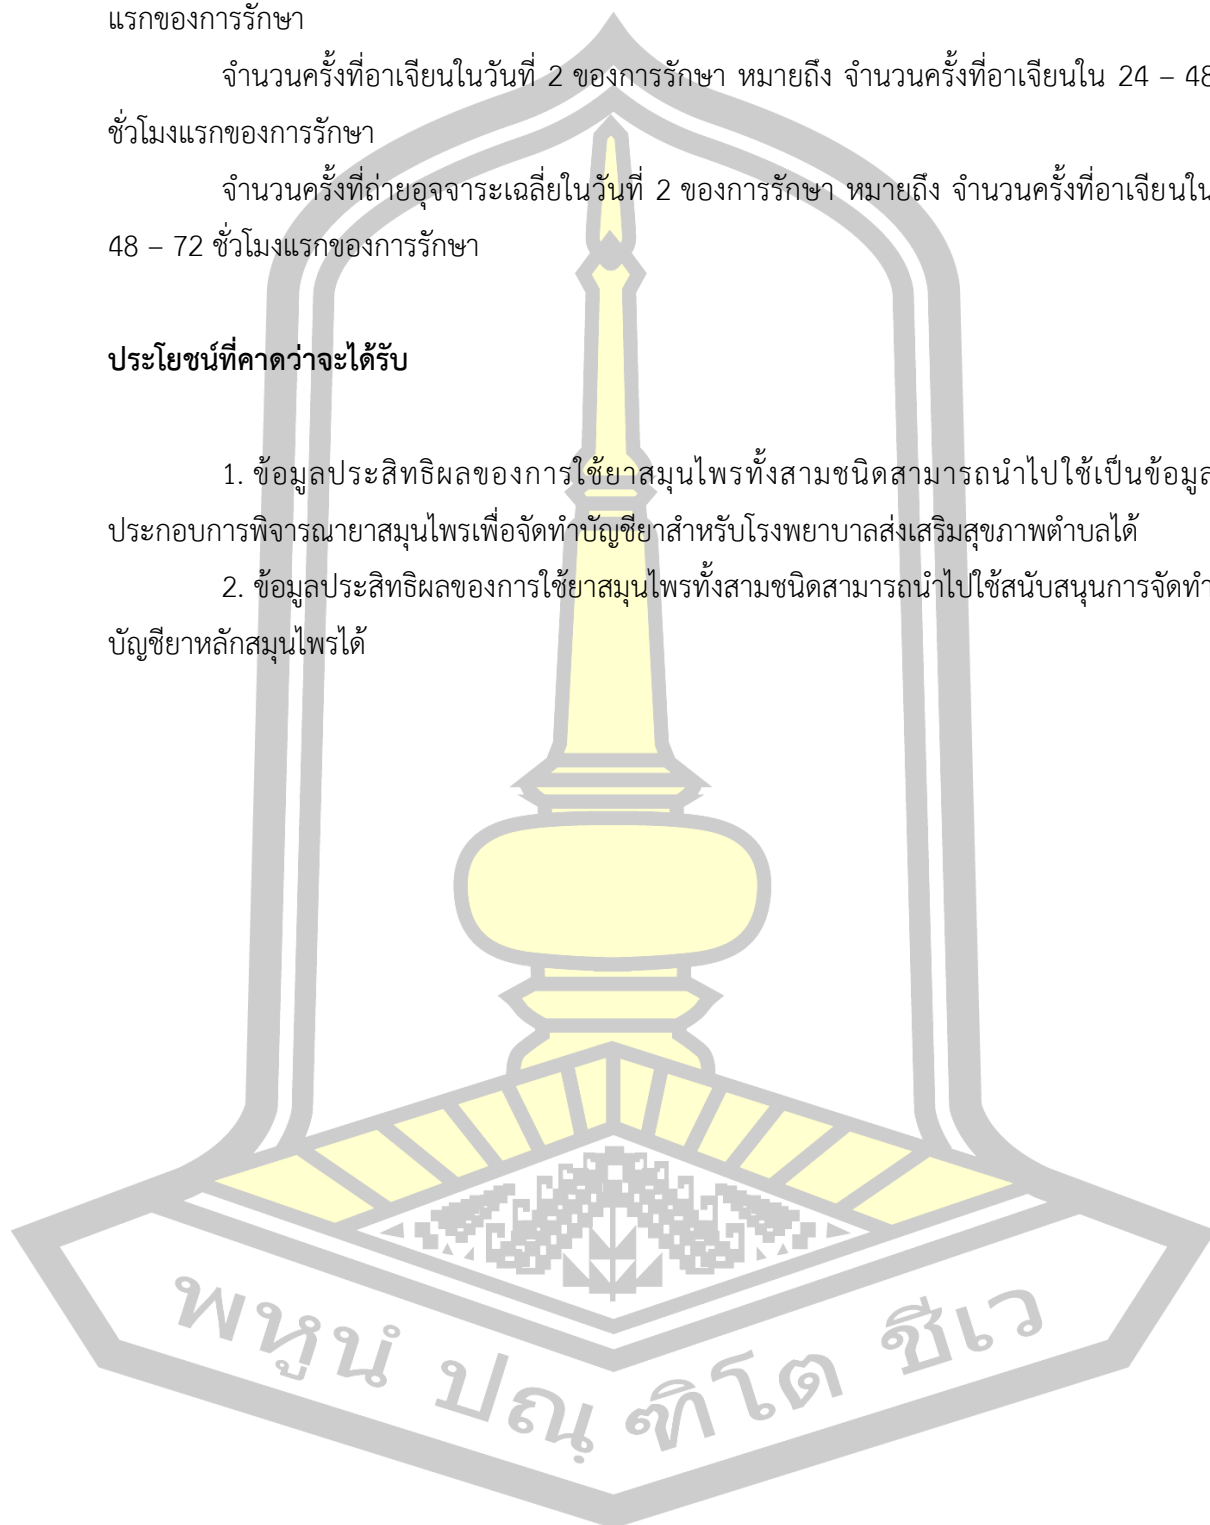 แรกของการรักษา
จำนวนครั้งที่อาเจียนในวันที่ 2 ของการรักษา หมายถึง จำนวนครั้งที่อาเจียนใน 24 – 48
ชั่วโมงแรกของการรักษา
จำนวนครั้งที่ถ่ายอุจจาระเฉลี่ยในวันที่ 2 ของการรักษา หมายถึง จำนวนครั้งที่อาเจียนใน
48 – 72 ชั่วโมงแรกของการรักษา
ประโยชน์ที่คาดว่าจะได้รับ
1. ข้อมูลประสิทธิผลของการใช้ยาสมุนไพรทั้งสามชนิดสามารถนำไปใช้เป็นข้อมูล
ประกอบการพิจารณายาสมุนไพรเพื่อจัดทำบัญชียาสำหรับโรงพยาบาลส่งเสริมสุขภาพตำบลได้
2. ข้อมูลประสิทธิผลของการใช้ยาสมุนไพรทั้งสามชนิดสามารถนำไปใช้สนับสนุนการจัดทำ
บัญชียาหลักสมุนไพรได้
พหูนํ ปณฺ ฑิโต ชีเว